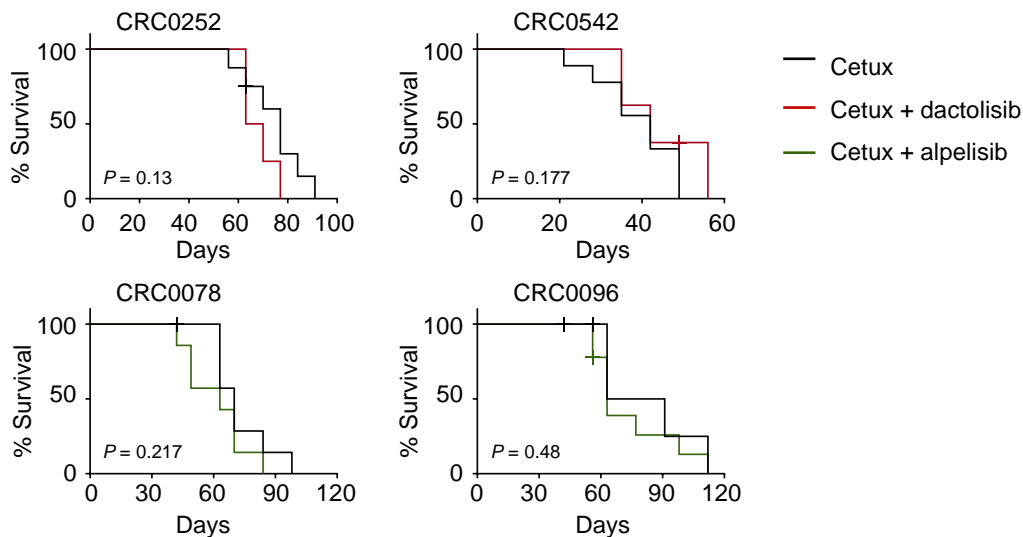 CRC0252
% Survival
100
50
0
P = 0.13
0 20 40 60 80 100
Days
CRC0542
% Survival
100
50
0
P = 0.177
0 20 40 60
Days
Cetux
Cetux + dactolisib
Cetux + alpelisib
CRC0078
% Survival
100
50
0
P = 0.217
0 30 60 90 120
Days
CRC0096
% Survival
100
50
0
P = 0.48
0 30 60 90 120
Days